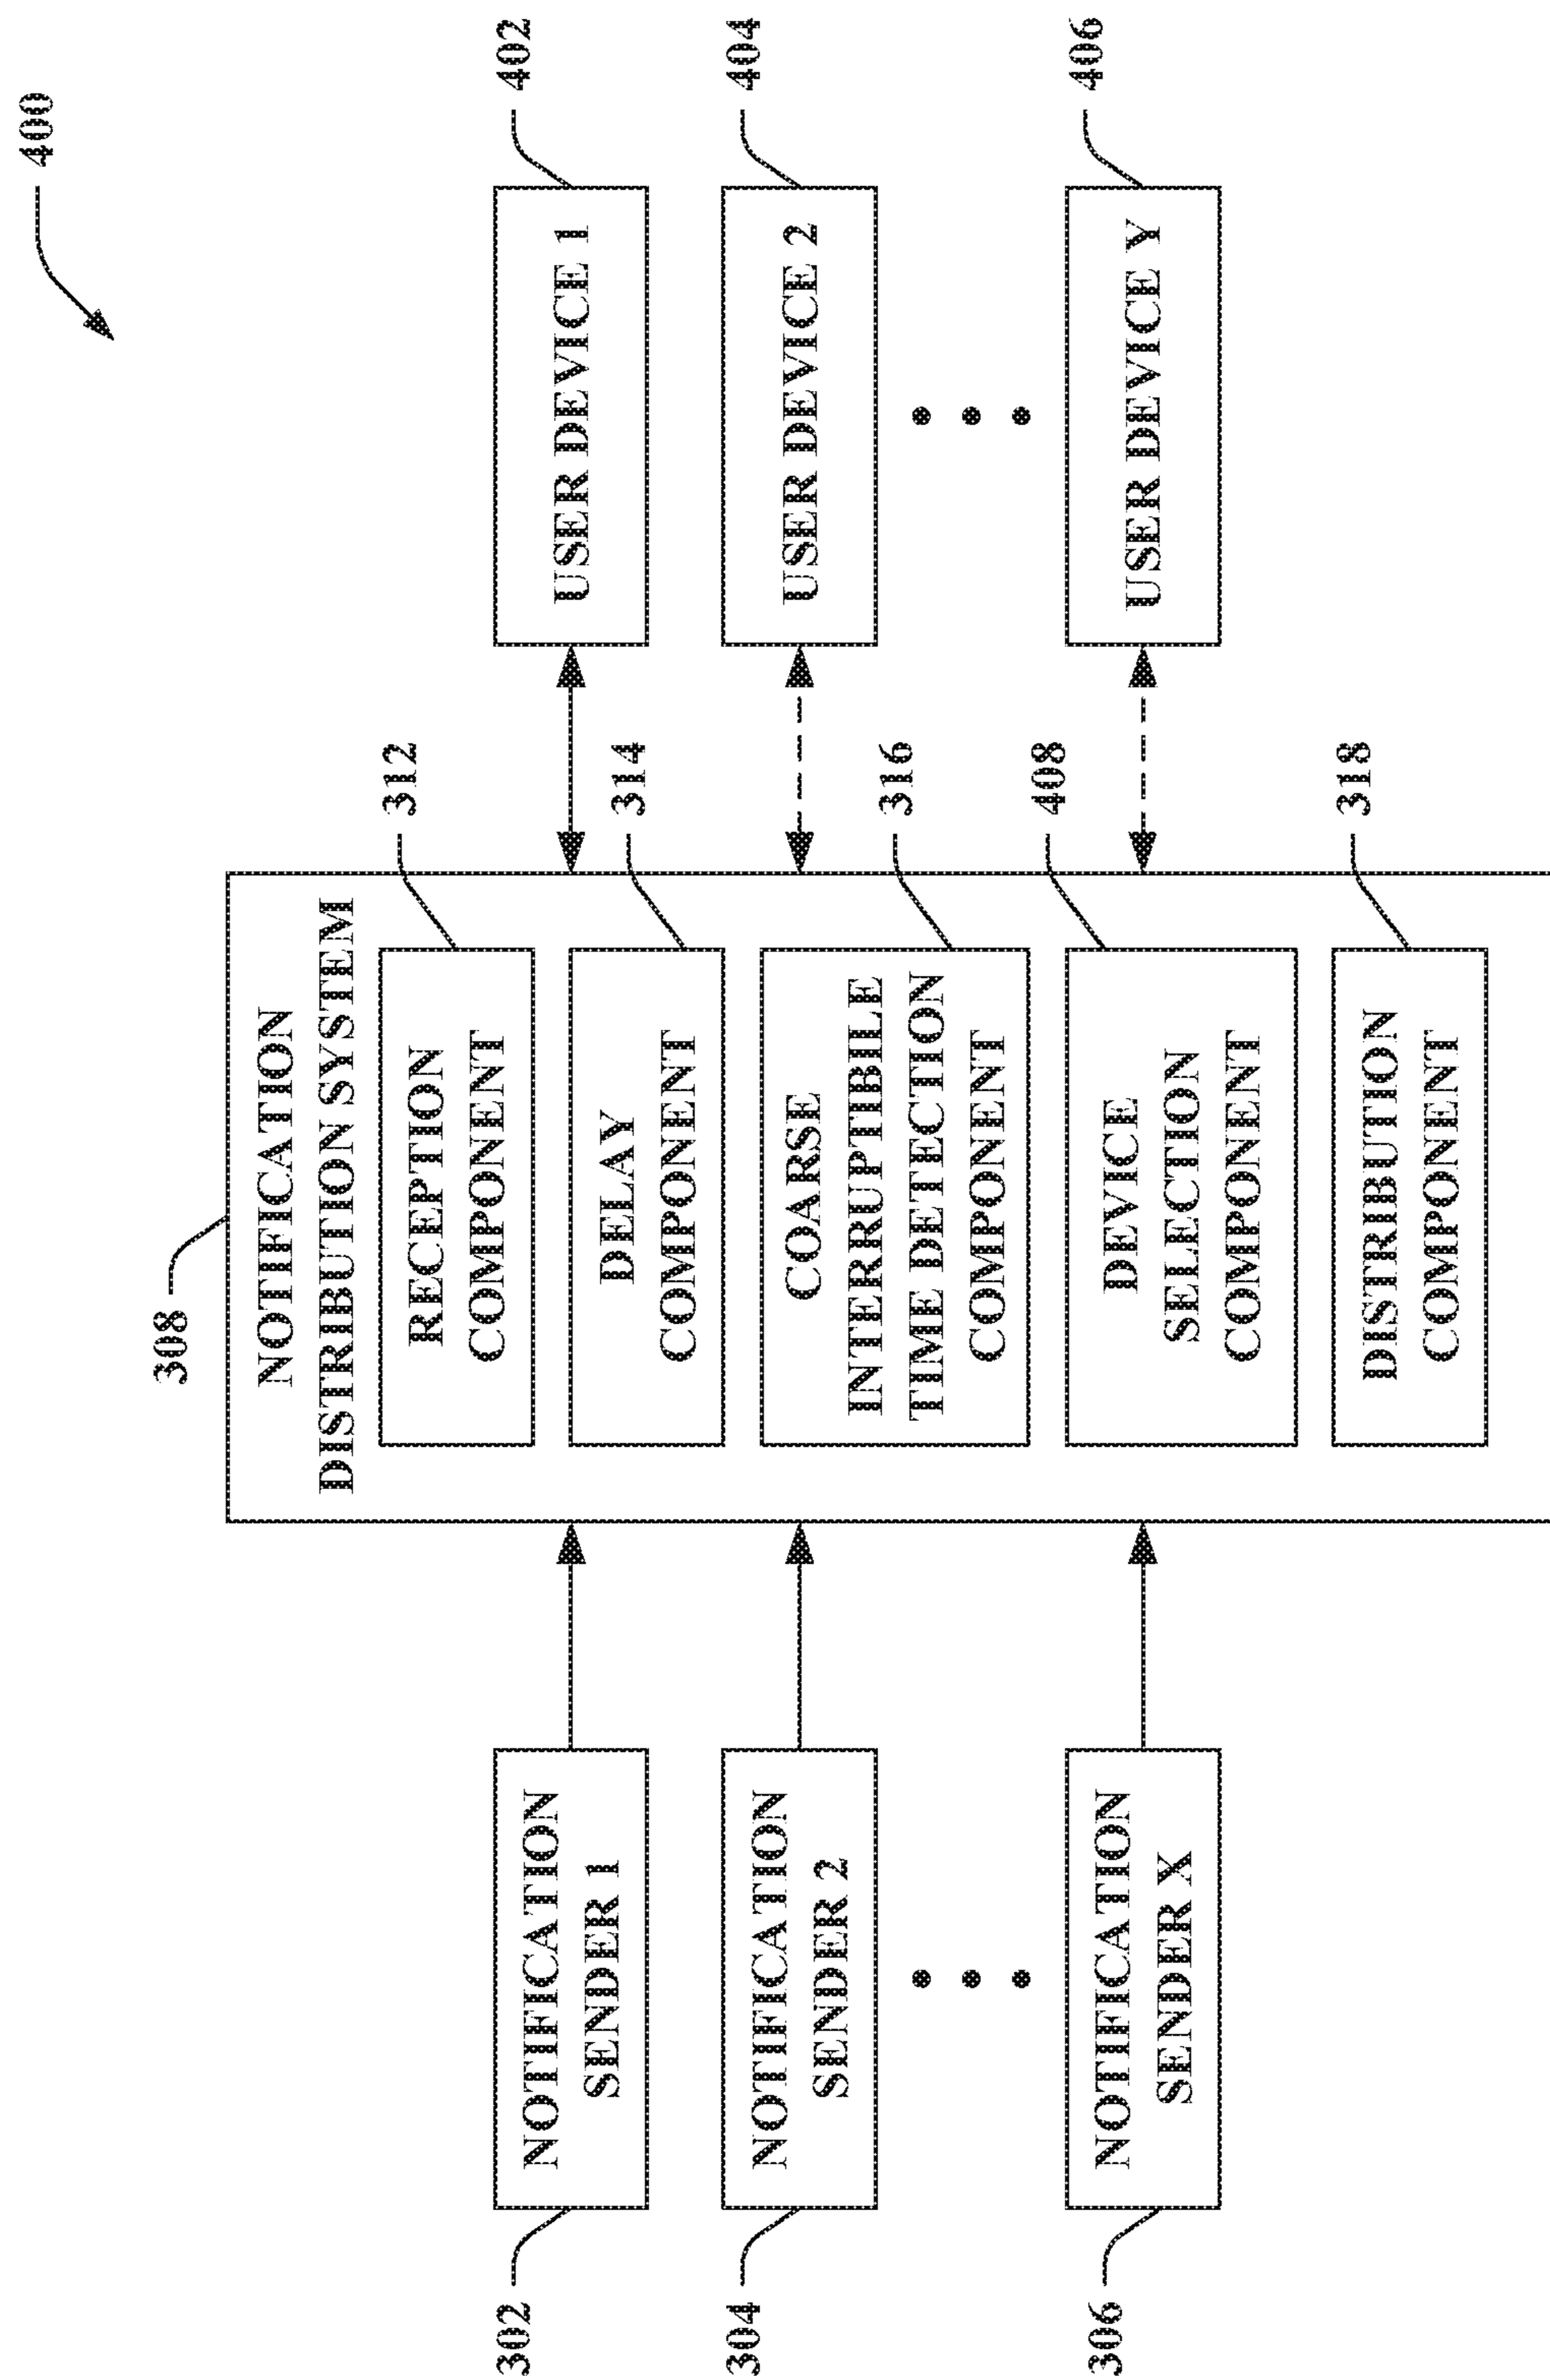 400
308
NOTIFICATION
DISTRIBUTION SYSTEM
302
NOTIFICATION
SENDER 1
RECEPTION
COMPONENT
312
USER DEVICE 1
402
DELAY
COMPONENT
314
304
NOTIFICATION
SENDER 2
USER DEVICE 2
404
COARSE
INTERRUPTIBILE
TIME DETECTION
COMPONENT
316
306
NOTIFICATION
SENDER X
DEVICE
SELECTION
COMPONENT
408
USER DEVICE Y
406
DISTRIBUTION
COMPONENT
318